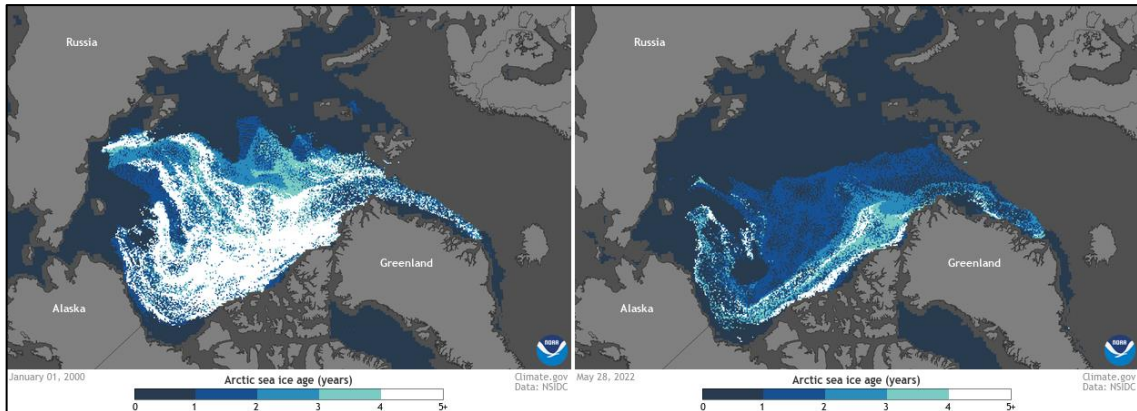 Russia
Greenland
Alaska
NOAA
January 01, 2000
Climate.gov
Data: NSIDC
Arctic sea ice age (years)
0 1 2 3 4 5+
Russia
Greenland
Alaska
NOAA
May 28, 2022
Climate.gov
Data: NSIDC
Arctic sea ice age (years)
0 1 2 3 4 5+